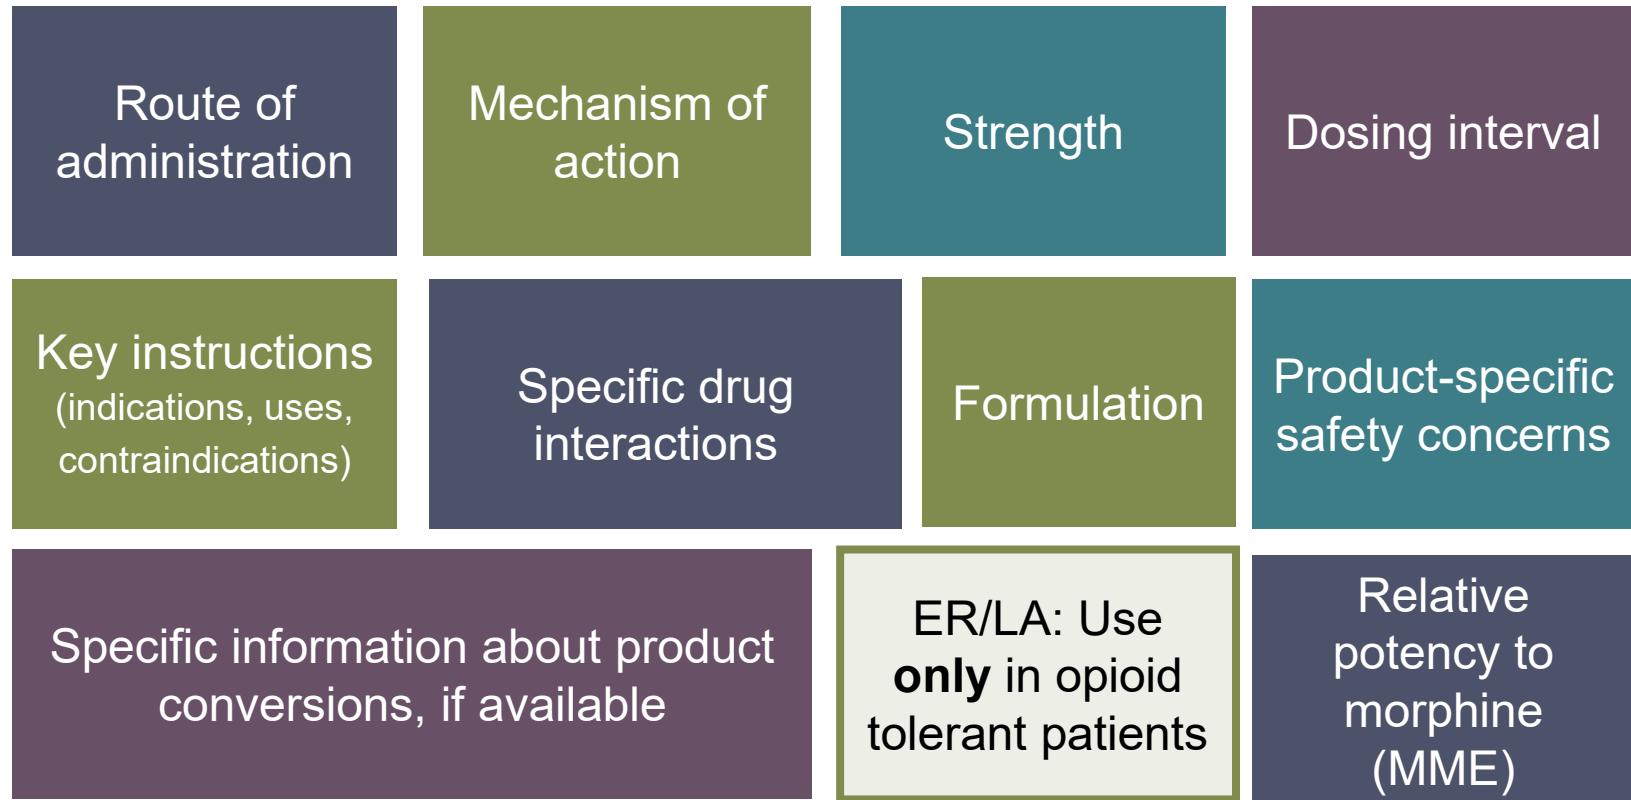 Route of
administration
Mechanism of
action
Strength
Dosing interval
Key instructions
(indications, uses,
contraindications)
Specific drug
interactions
Formulation
Product-specific
safety concerns
Specific information about product
conversions, if available
ER/LA: Use
only in opioid
tolerant patients
Relative
potency to
morphine
(MME)